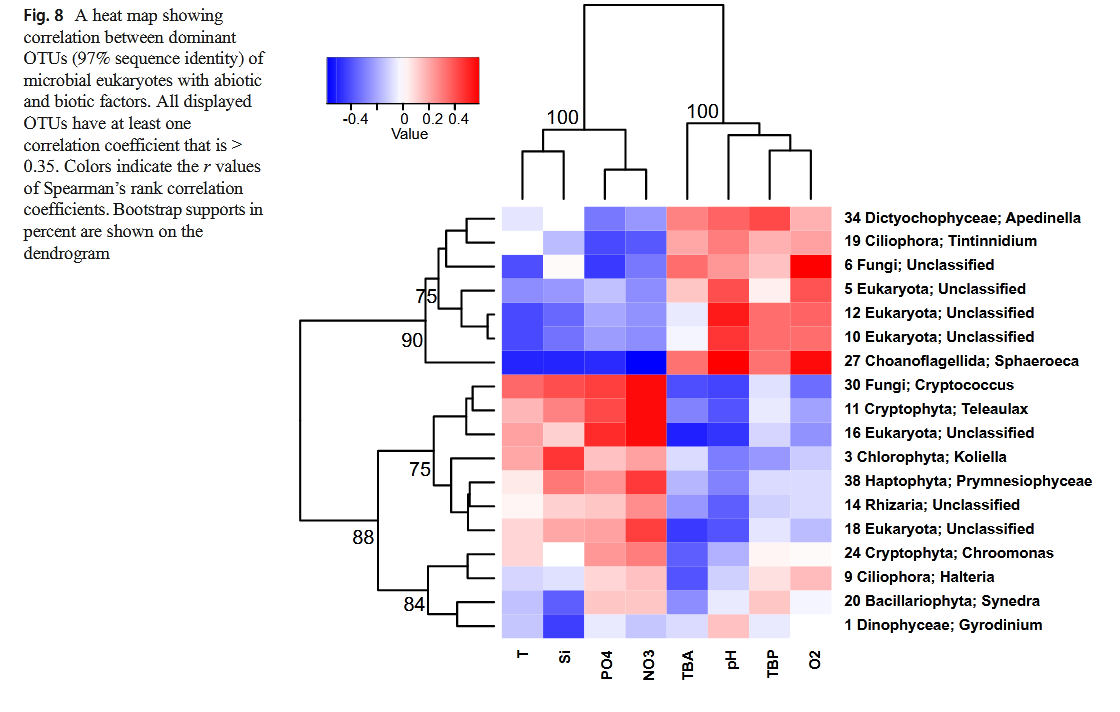 Fig. 8 A heat map showing
correlation between dominant
OTUs (97% sequence identity) of
microbial eukaryotes with abiotic
and biotic factors. All displayed
OTUs have at least one
correlation coefficient that is >
0.35. Colors indicate the r values
of Spearman's rank correlation
coefficients. Bootstrap supports in
percent are shown on the
dendrogram
-0.4 0 0.2 0.4
Value
100
100
75
90
75
88
84
34 Dictyochophyceae; Apedinella
19 Ciliophora; Tintinnidium
6 Fungi; Unclassified
5 Eukaryota; Unclassified
12 Eukaryota; Unclassified
10 Eukaryota; Unclassified
27 Choanoflagellida; Sphaeroeca
30 Fungi; Cryptococcus
11 Cryptophyta; Teleaulax
16 Eukaryota; Unclassified
3 Chlorophyta; Koliella
38 Haptophyta; Prymnesiophyceae
14 Rhizaria; Unclassified
18 Eukaryota; Unclassified
24 Cryptophyta; Chroomonas
9 Ciliophora; Halteria
20 Bacillariophyta; Synedra
1 Dinophyceae; Gyrodinium
T
Si
PO4
NO3
TBA
pH
TBP
O2